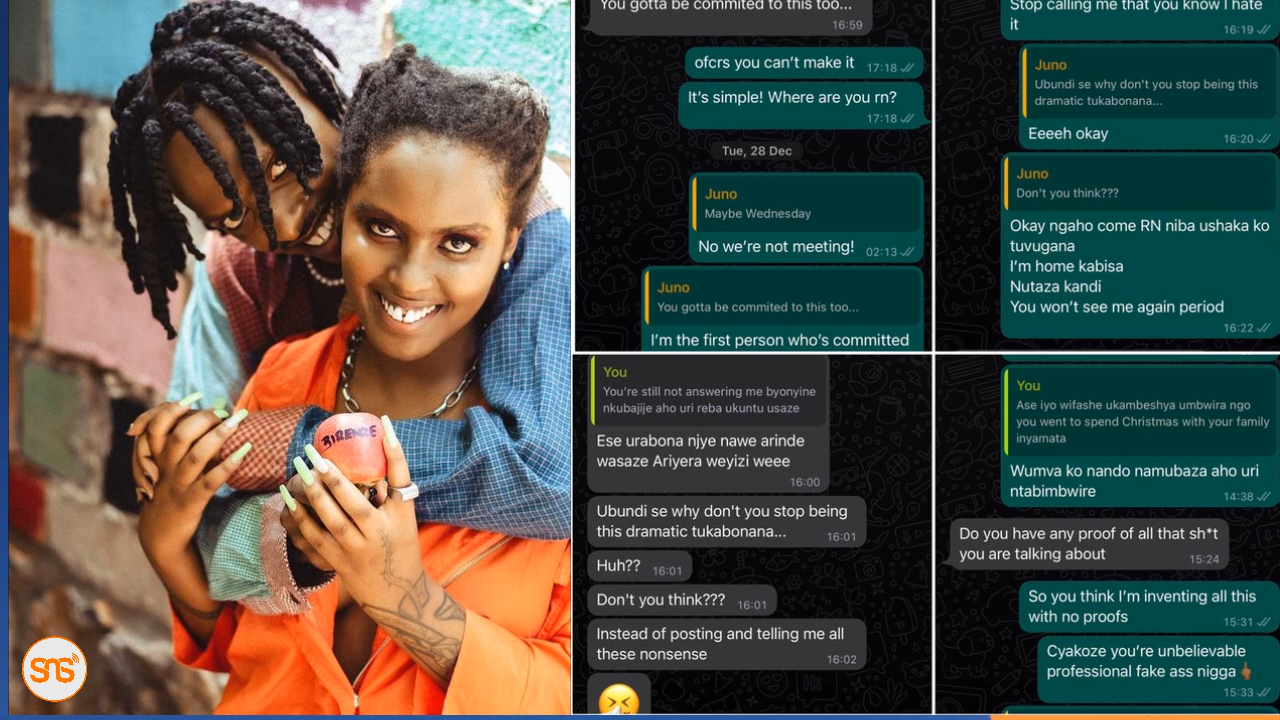 BIRENZE
SNS
You gotta be commited to this too...
16:59
ofcrs you can't make it 17:18
It's simple! Where are you rn?
17:18
Tue, 28 Dec
Juno
Maybe Wednesday
No we're not meeting! 02:13
Juno
You gotta be commited to this too...
I'm the first person who's committed
Stop calling me that you know I hate
it
16:19
Juno
Ubundi se why don't you stop being this
dramatic tukabonana...
Eeeeh okay 16:20
Juno
Don't you think???
Okay ngaho come RN niba ushaka ko
tuvugana
I'm home kabisa
Nutaza kandi
You won't see me again period
16:22
You
You're still not answering me byonyine
nkubajije aho uri reba ukuntu usaze
Ese urabona njye nawe arinde
wasaze Ariyera weyizi weee
16:00
Ubundi se why don't you stop being
this dramatic tukabonana... 16:01
Huh?? 16:01
Don't you think??? 16:01
Instead of posting and telling me all
these nonsense 16:02
You
Ase iyo wifashe ukambeshya umbwira ngo
you went to spend Christmas with your family
inyamata
Wumva ko nando namubaza aho uri
ntabimbwire 14:38
Do you have any proof of all that sh*t
you are talking about 15:24
So you think I'm inventing all this
with no proofs 15:31
Cyakoze you're unbelievable
professional fake ass nigga
15:33